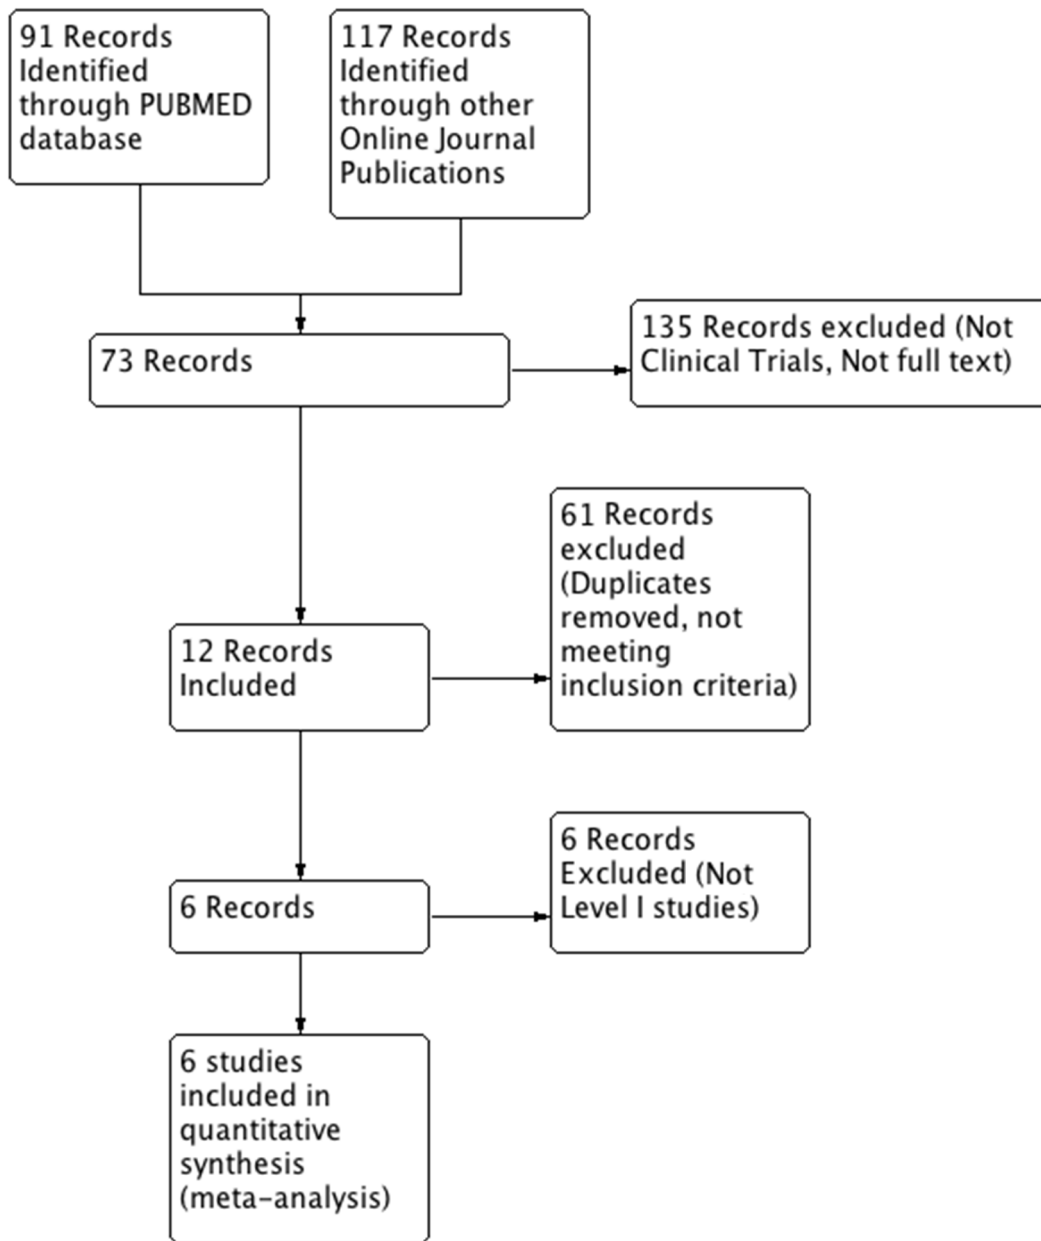 91 Records
Identified
through PUBMED
database
117 Records
Identified
through other
Online Journal
Publications
73 Records
135 Records excluded (Not
Clinical Trials, Not full text)
61 Records
excluded
(Duplicates
removed, not
meeting
inclusion criteria)
12 Records
Included
6 Records
Excluded (Not
Level I studies)
6 Records
6 studies
included in
quantitative
synthesis
(meta-analysis)